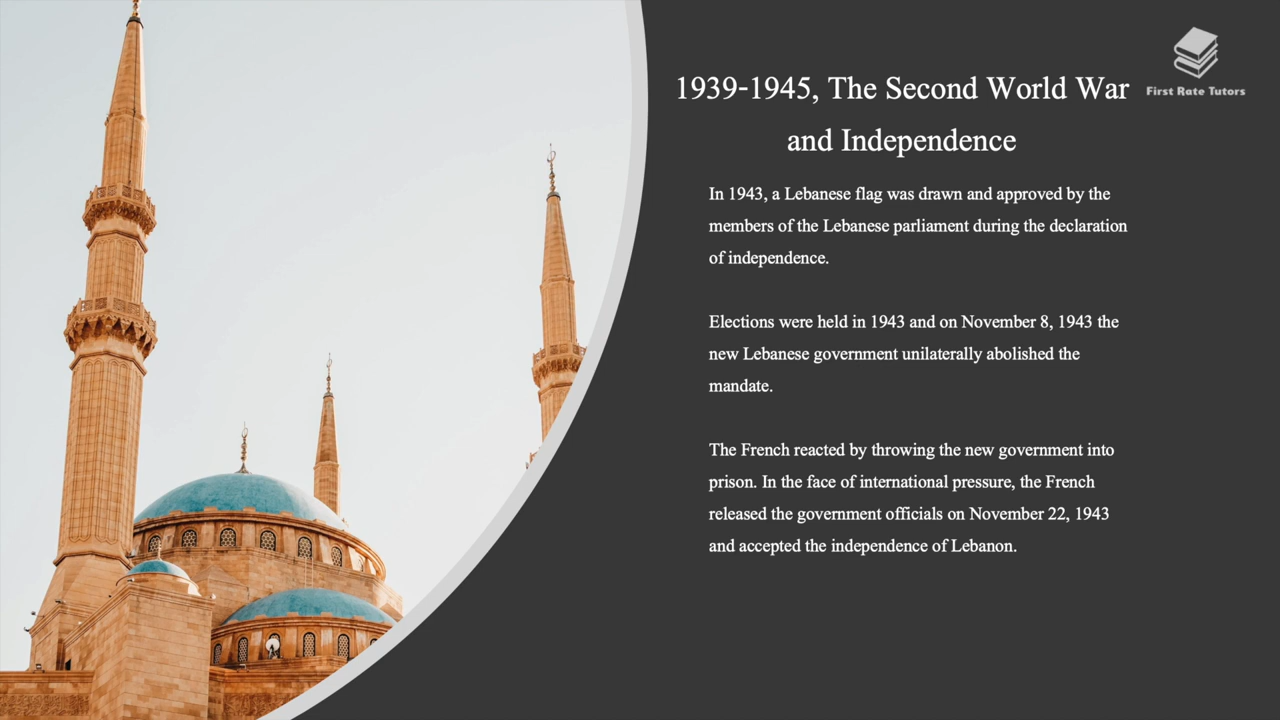 1939-1945, The Second World War
and Independence
First Rate Tutors
In 1943, a Lebanese flag was drawn and approved by the
members of the Lebanese parliament during the declaration
of independence.
Elections were held in 1943 and on November 8, 1943 the
new Lebanese government unilaterally abolished the
mandate.
The French reacted by throwing the new government into
prison. In the face of international pressure, the French
released the government officials on November 22, 1943
and accepted the independence of Lebanon.